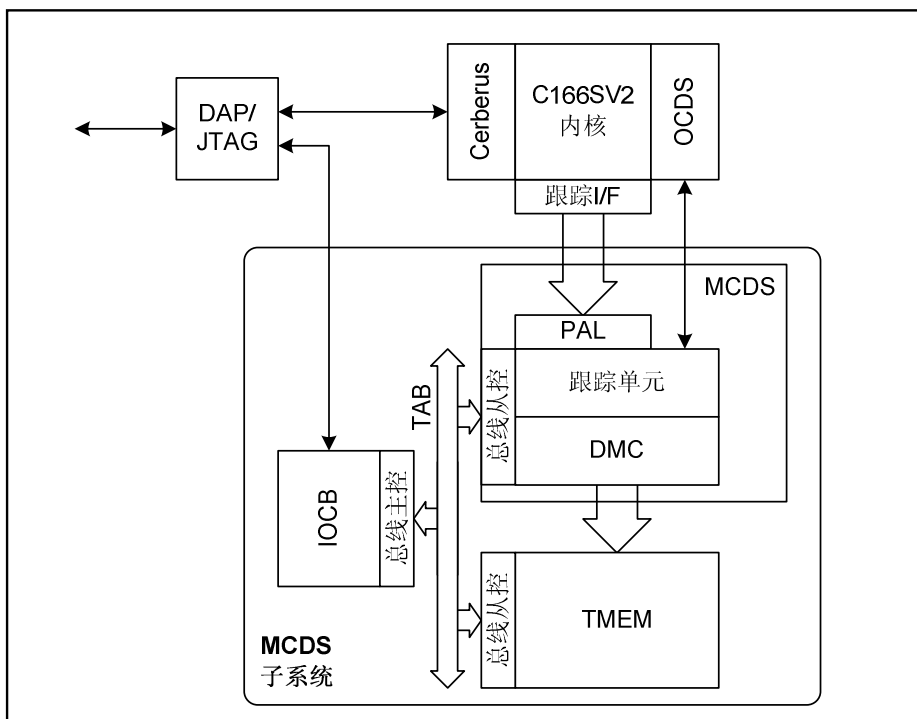 Cerberus
C166SV2
内核
OCDS
DAP/
JTAG
跟踪I/F
MCDS
PAL
跟踪单元
总线从控
TAB
DMC
IOCB
总线主控
总线从控
TMEM
MCDS
子系统